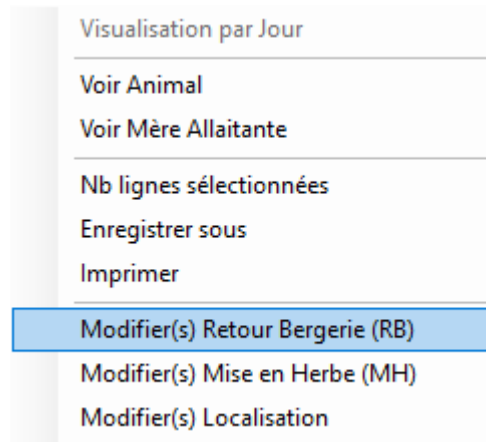 Visualisation par Jour
Voir Animal
Voir Mère Allaitante
Nb lignes sélectionnées
Enregistrer sous
Imprimer
Modifier(s) Retour Bergerie (RB)
Modifier(s) Mise en Herbe (MH)
Modifier(s) Localisation